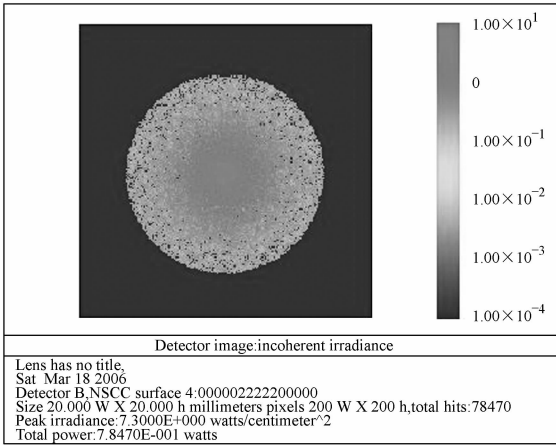 1.00×10¹
0
1.00×10⁻¹
1.00×10⁻²
1.00×10⁻³
1.00×10⁻⁴
Detector image:incoherent irradiance
Lens has no title,
Sat Mar 18 2006
Detector B,NSCC surface 4:000002222200000
Size 20.000 W X 20.000 h millimeters pixels 200 W X 200 h,total hits:78470
Peak irradiance:7.3000E+000 watts/centimeter^2
Total power:7.8470E-001 watts